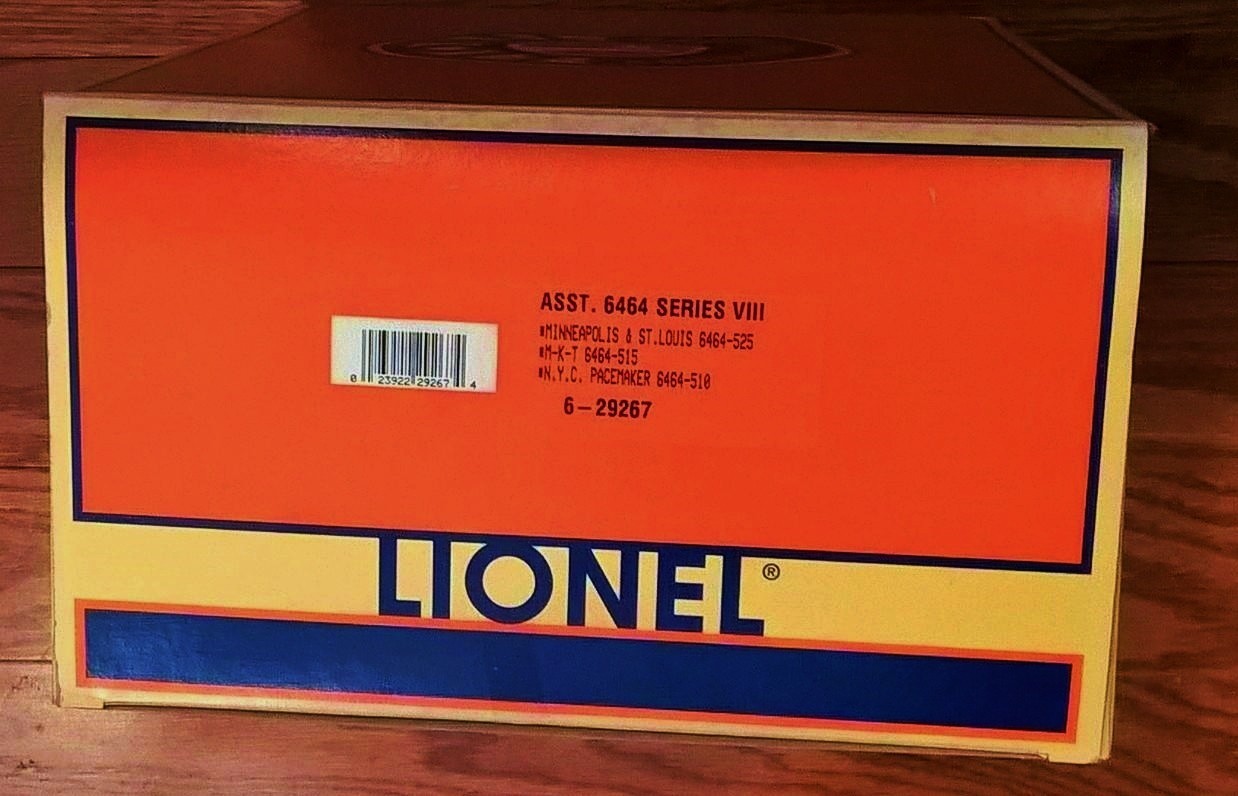 ASST. 6464 SERIES VIII
▪MINNEAPOLIS & ST.LOUIS 6464-525
▪M-K-T 6464-515
▪N.Y.C. PACEMAKER 6464-510
6-29267
0 23922 29267 4
LIONEL®